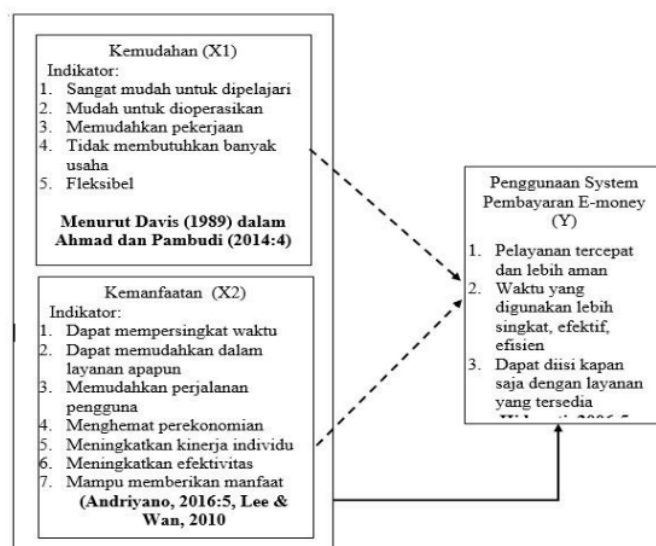 Kemudahan (X1)
Indikator:
1. Sangat mudah untuk dipelajari
2. Mudah untuk dioperasikan
3. Memudahkan pekerjaan
4. Tidak membutuhkan banyak
usaha
5. Fleksibel
Menurut Davis (1989) dalam
Ahmad dan Pambudi (2014:4)
Kemanfaatan (X2)
Indikator:
1. Dapat mempersingkat waktu
2. Dapat memudahkan dalam
layanan apapun
3. Memudahkan perjalanan
pengguna
4. Menghemat perekonomian
5. Meningkatkan kinerja individu
6. Meningkatkan efektivitas
7. Mampu memberikan manfaat
(Andriyano, 2016:5, Lee &
Wan, 2010
Penggunaan System
Pembayaran E-money
(Y)
1. Pelayanan tercepat
dan lebih aman
2. Waktu yang
digunakan lebih
singkat, efektif,
efisien
3. Dapat diisi kapan
saja dengan layanan
yang tersedia